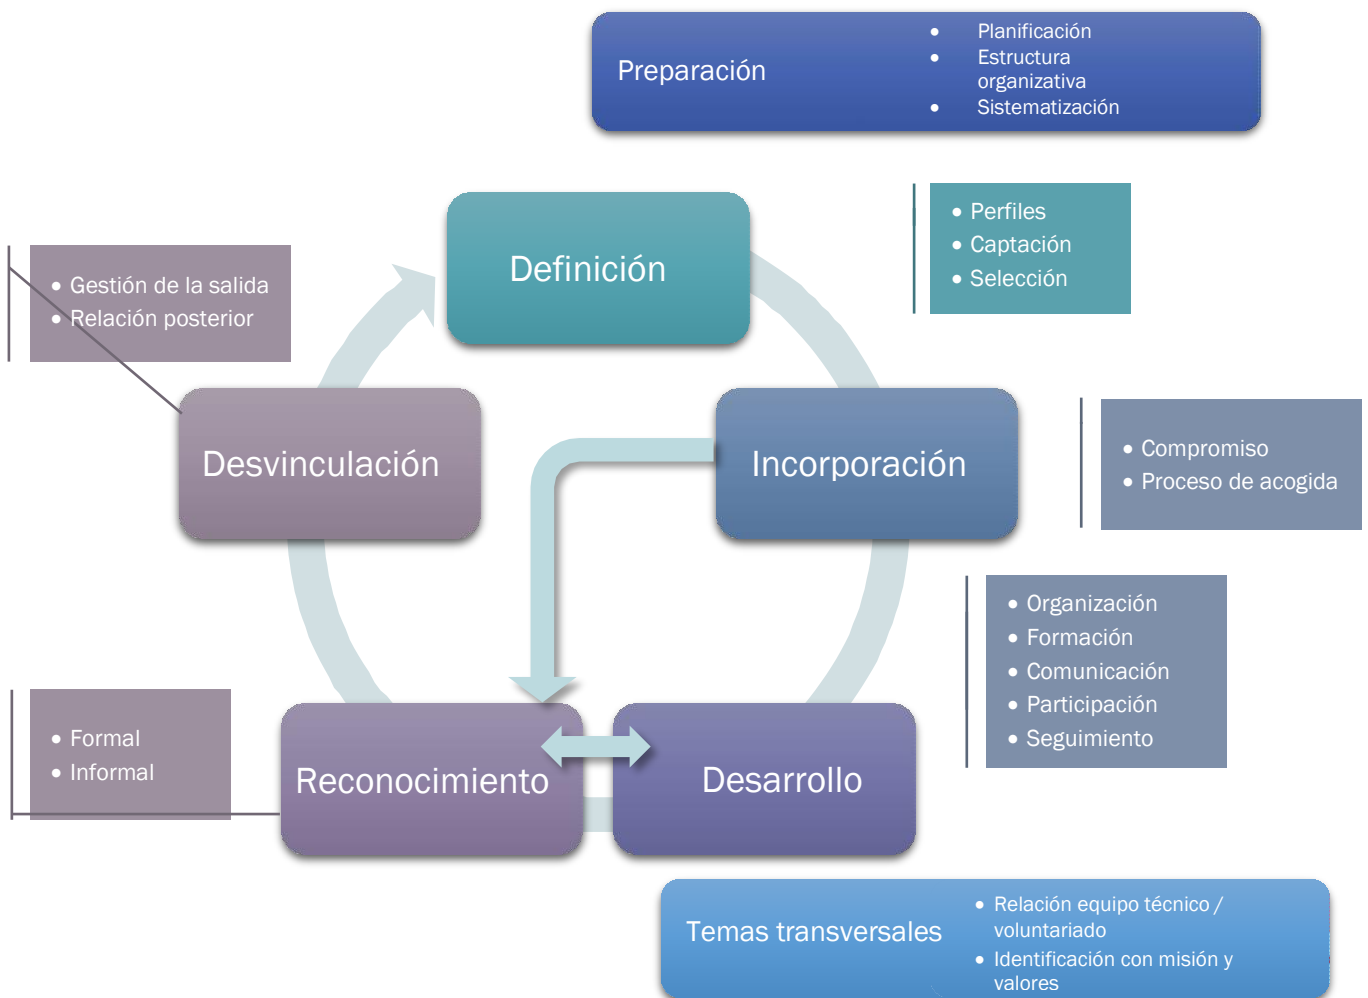 Preparación
• Planificación
• Estructura
organizativa
• Sistematización
Definición
• Perfiles
• Captación
• Selección
• Gestión de la salida
• Relación posterior
Desvinculación
Incorporación
• Compromiso
• Proceso de acogida
• Organización
• Formación
• Comunicación
• Participación
• Seguimiento
• Formal
• Informal
Reconocimiento
Desarrollo
Temas transversales
• Relación equipo técnico /
voluntariado
• Identificación con misión y
valores